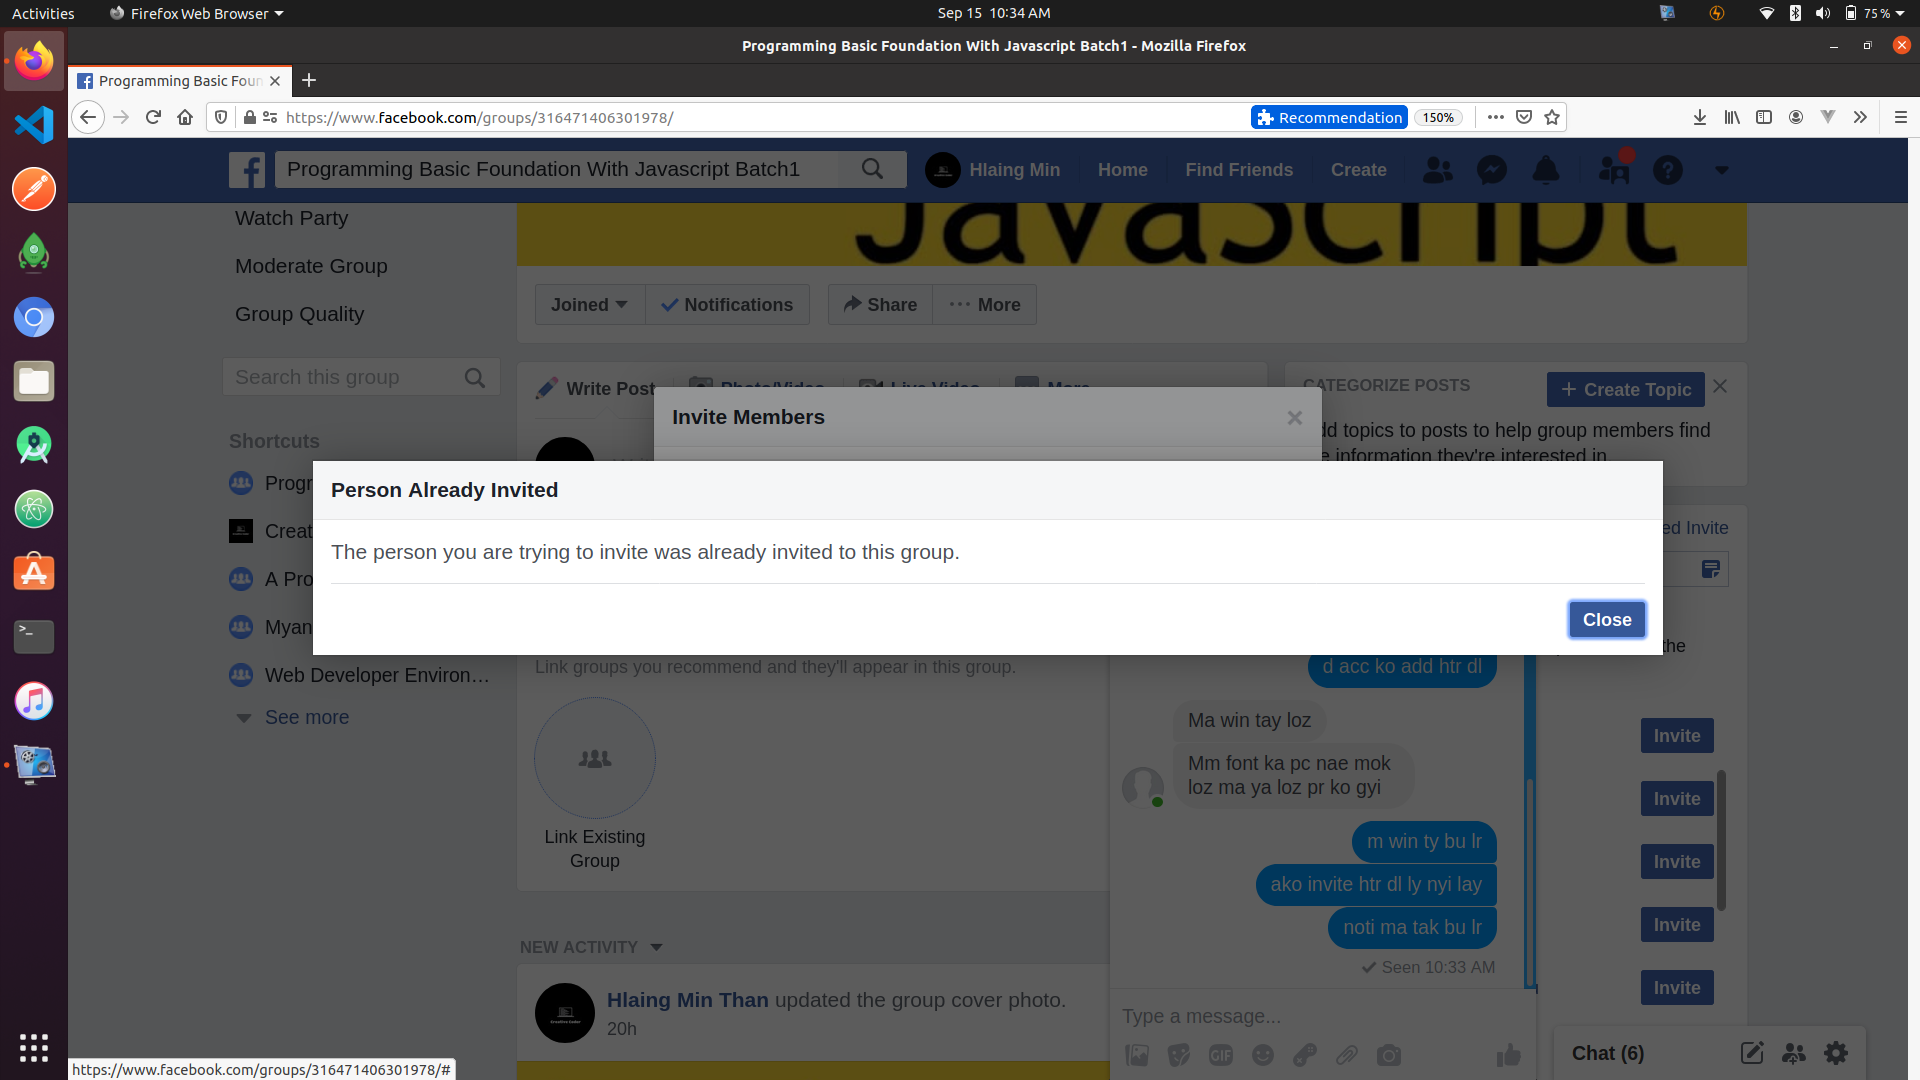 Activities
Firefox Web Browser
Sep 15 10:34 AM
75 %
Programming Basic Foundation With Javascript Batch1 - Mozilla Firefox
Programming Basic Foun
https://www.facebook.com/groups/316471406301978/
Recommendation
150%
Programming Basic Foundation With Javascript Batch1
Hlaing Min
Home
Find Friends
Create
Watch Party
Moderate Group
Group Quality
Search this group
Shortcuts
Progr
Creat
A Pro
Myan
Web Developer Environ...
See more
Javascript
Joined
Notifications
Share
More
Write Post
Photo/Video
Live Video
More
CATEGORIZE POSTS
Create Topic
dd topics to posts to help group members find
e information they're interested in.
Invite Members
Person Already Invited
The person you are trying to invite was already invited to this group.
Close
ed Invite
the
Link groups you recommend and they'll appear in this group.
Link Existing
Group
d acc ko add htr dl
Ma win tay loz
Mm font ka pc nae mok
loz ma ya loz pr ko gyi
m win ty bu lr
ako invite htr dl ly nyi lay
noti ma tak bu lr
Seen 10:33 AM
Type a message...
GIF
Invite
Invite
Invite
Invite
Invite
NEW ACTIVITY
Hlaing Min Than updated the group cover photo.
20h
Chat (6)
https://www.facebook.com/groups/316471406301978/#